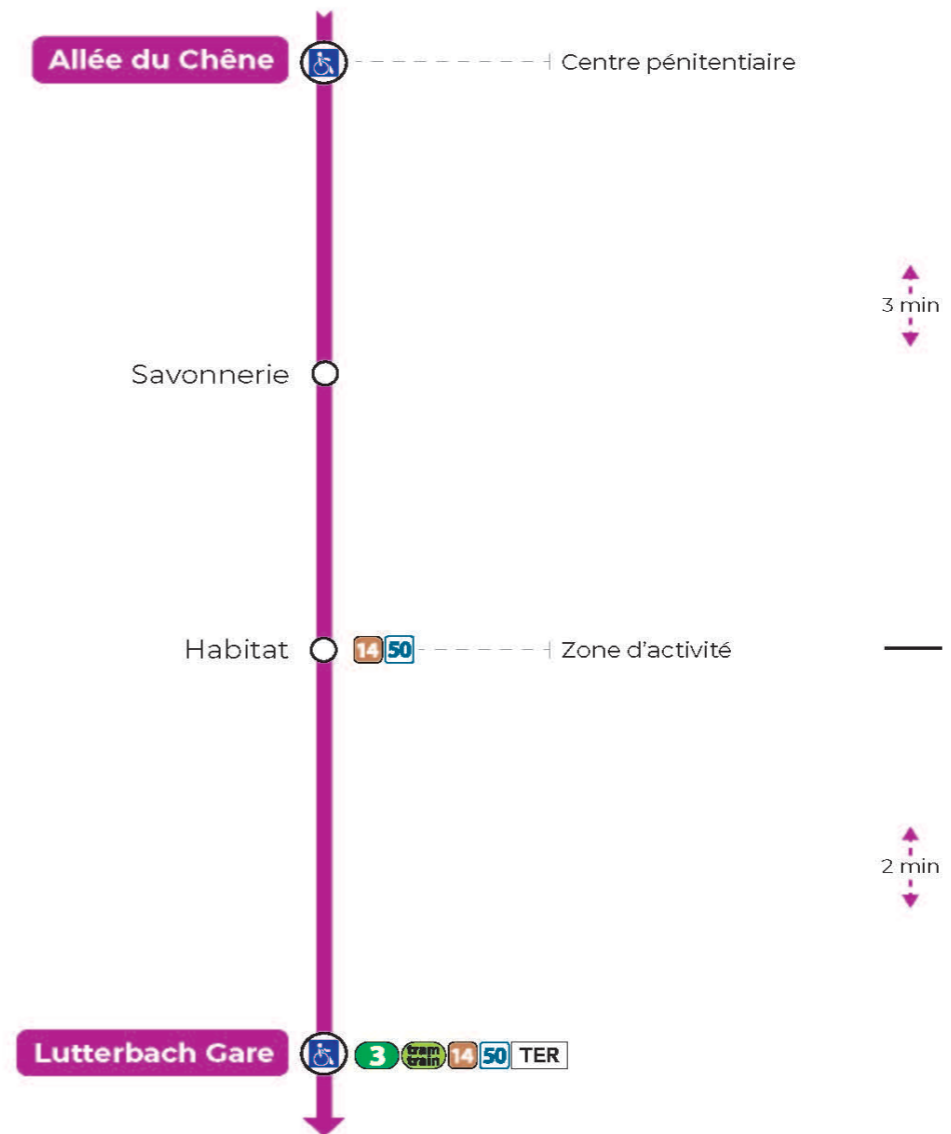 Allée du Chêne Centre pénitentiaire
3 min
Savonnerie
Habitat 14 50 Zone d'activité
2 min
Lutterbach Gare 3 tram train 14 50 TER